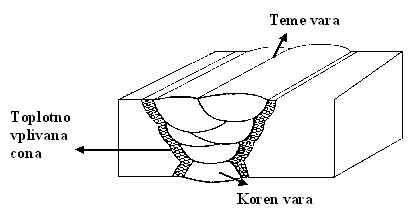 Teme vara
Toplotno
vplivana
cona
Koren vara